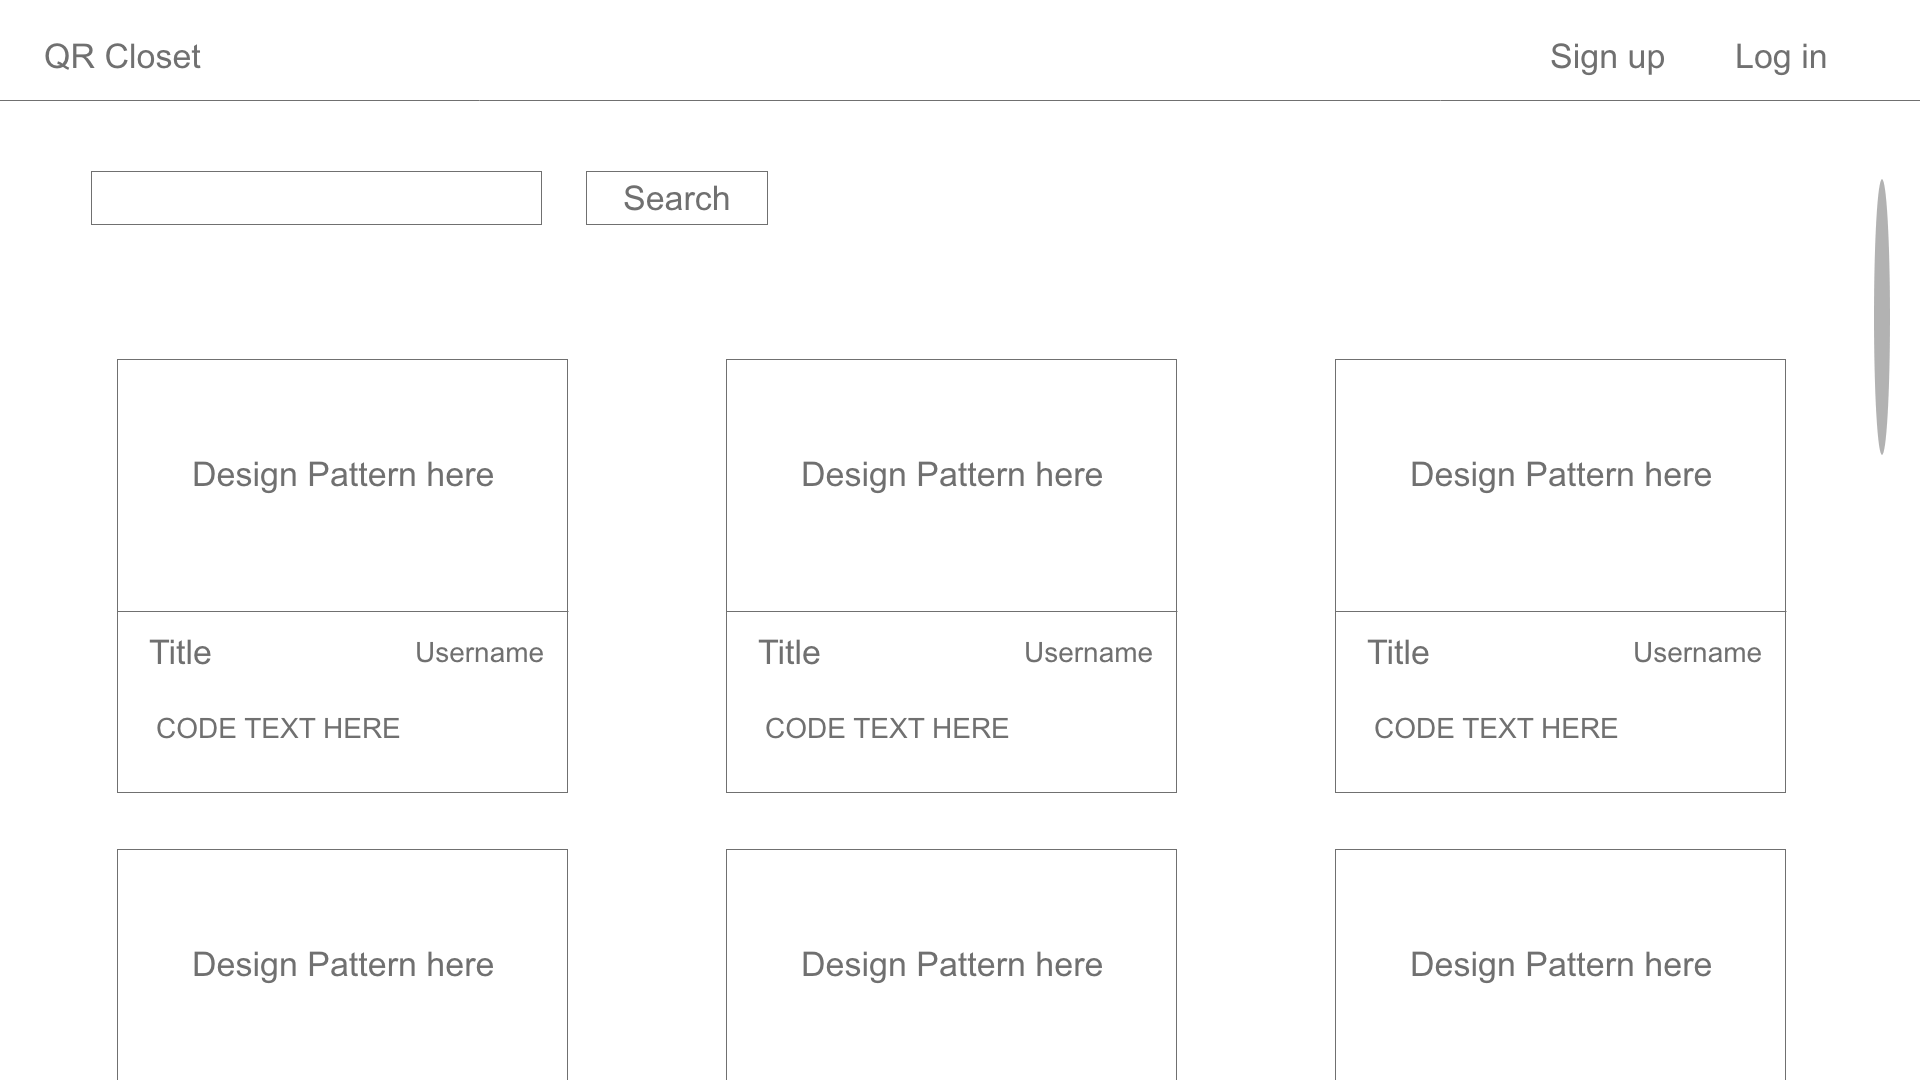 QR Closet Sign up Log in
Search
Design Pattern here Design Pattern here Design Pattern here
Title Username Title Username Title Username
CODE TEXT HERE CODE TEXT HERE CODE TEXT HERE
Design Pattern here Design Pattern here Design Pattern here